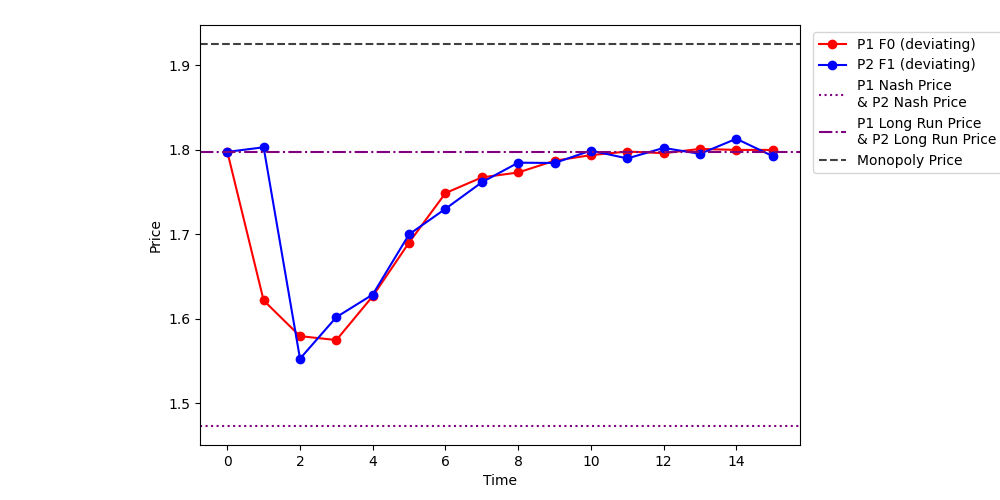 1.9
1.8
1.7
1.6
1.5
Price
0
2
4
6
8
10
12
14
Time
P1 F0 (deviating)
P2 F1 (deviating)
P1 Nash Price
& P2 Nash Price
P1 Long Run Price
& P2 Long Run Price
Monopoly Price